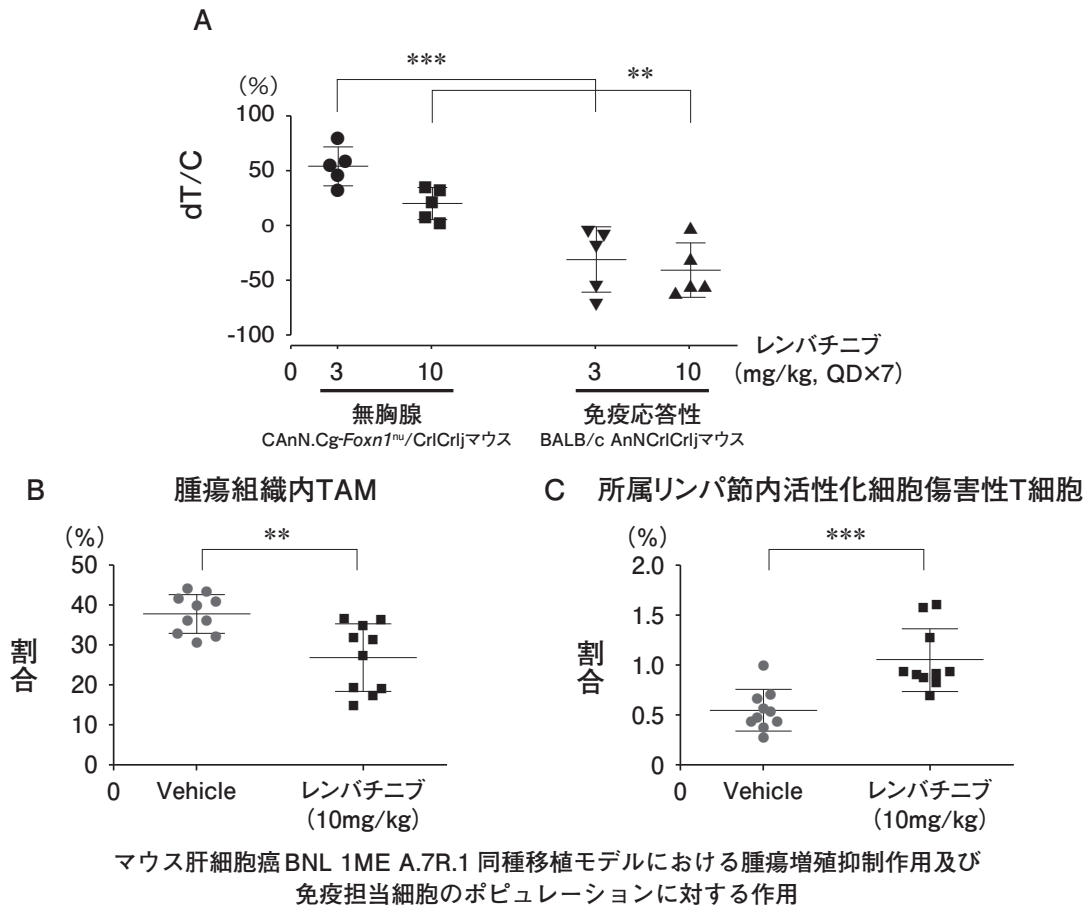 A
(%)
*** **
100
50
0
-50
-100
dT/C
レンバチニブ
0 3 10 3 10 (mg/kg, QD×7)
無胸腺 免疫応答性
CAnN.Cg-Foxn1nu/CrlCrljマウス BALB/c AnNCrlCrljマウス
B 腫瘍組織内TAM
(%)
**
50
40
30
20
10
0
割合
0 Vehicle レンバチニブ
(10mg/kg)
C 所属リンパ節内活性化細胞傷害性T細胞
(%)
***
2.0
1.5
1.0
0.5
0
割合
0 Vehicle レンバチニブ
(10mg/kg)
マウス肝細胞癌 BNL 1ME A.7R.1 同種移植モデルにおける腫瘍増殖抑制作用及び
免疫担当細胞のポピュレーションに対する作用